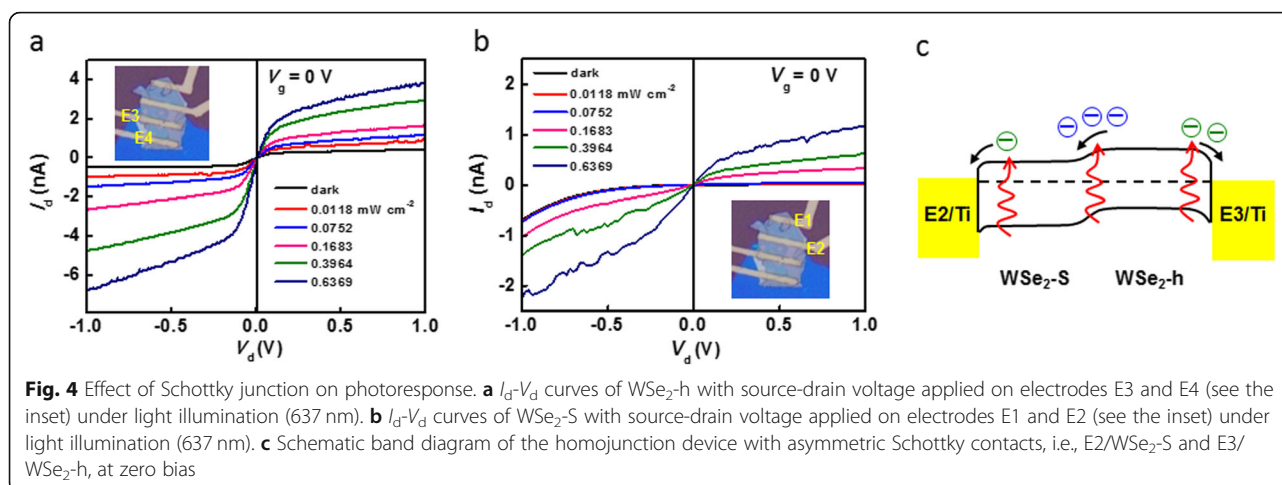 a
V_g = 0 V
E3
E4
I_d (nA)
4
2
0
-2
-4
-6
dark
0.0118 mW cm⁻²
0.0752
0.1683
0.3964
0.6369
-1.0 -0.5 0.0 0.5 1.0
V_d (V)
b
dark
0.0118 mW cm⁻²
0.0752
0.1683
0.3964
0.6369
V_g = 0 V
I_d (nA)
2
1
0
-1
-2
E1
E2
-1.0 -0.5 0.0 0.5 1.0
V_d (V)
c
E2/Ti
E3/Ti
WSe₂-S WSe₂-h
Fig. 4 Effect of Schottky junction on photoresponse. a I_d-V_d curves of WSe₂-h with source-drain voltage applied on electrodes E3 and E4 (see the
inset) under light illumination (637 nm). b I_d-V_d curves of WSe₂-S with source-drain voltage applied on electrodes E1 and E2 (see the inset) under
light illumination (637 nm). c Schematic band diagram of the homojunction device with asymmetric Schottky contacts, i.e., E2/WSe₂-S and E3/
WSe₂-h, at zero bias